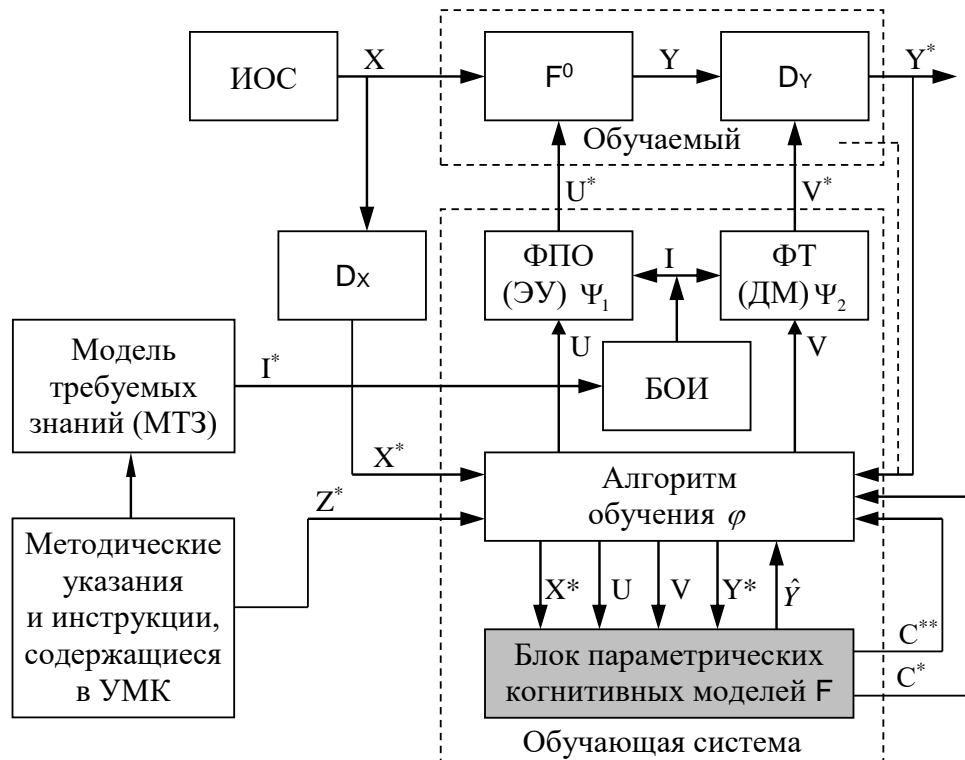 X
Y
Y*
ИОС
F⁰
D_Y
Обучаемый
U*
V*
D_X
ФПО
(ЭУ) Ψ₁
I
ФТ
(ДМ) Ψ₂
U
V
Модель
требуемых
знаний (МТЗ)
I*
БОИ
X*
Z*
Алгоритм
обучения φ
Методические
указания
и инструкции,
содержащиеся
в УМК
X*
U
V
Y*
Ŷ
C**
Блок параметрических
когнитивных моделей F
C*
Обучающая система